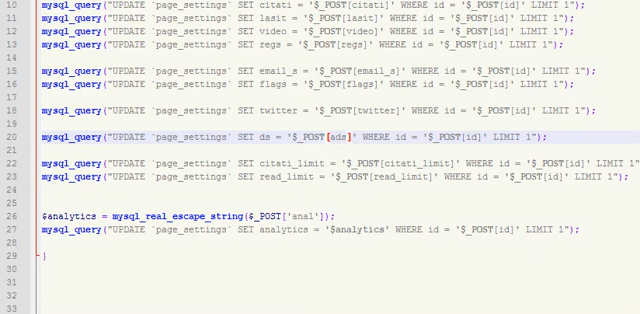 10 mysql_query("UPDATE `page_settings` SET citati = '$_POST[citati]' WHERE id = '$_POST[id]' LIMIT 1");
11 mysql_query("UPDATE `page_settings` SET lasit = '$_POST[lasit]' WHERE id = '$_POST[id]' LIMIT 1");
12 mysql_query("UPDATE `page_settings` SET video = '$_POST[video]' WHERE id = '$_POST[id]' LIMIT 1");
13 mysql_query("UPDATE `page_settings` SET regs = '$_POST[regs]' WHERE id = '$_POST[id]' LIMIT 1");
14
15 mysql_query("UPDATE `page_settings` SET email_s = '$_POST[email_s]' WHERE id = '$_POST[id]' LIMIT 1");
16 mysql_query("UPDATE `page_settings` SET flags = '$_POST[flags]' WHERE id = '$_POST[id]' LIMIT 1");
17
18 mysql_query("UPDATE `page_settings` SET twitter = '$_POST[twitter]' WHERE id = '$_POST[id]' LIMIT 1");
19
20 mysql_query("UPDATE `page_settings` SET ds = '$_POST[ads]' WHERE id = '$_POST[id]' LIMIT 1");
21
22 mysql_query("UPDATE `page_settings` SET citati_limit = '$_POST[citati_limit]' WHERE id = '$_POST[id]' LIMIT 1"
23 mysql_query("UPDATE `page_settings` SET read_limit = '$_POST[read_limit]' WHERE id = '$_POST[id]' LIMIT 1");
24
25
26 $analytics = mysql_real_escape_string($_POST['anal']);
27 mysql_query("UPDATE `page_settings` SET analytics = '$analytics' WHERE id = '$_POST[id]' LIMIT 1");
28
29 }
30
31
32
33